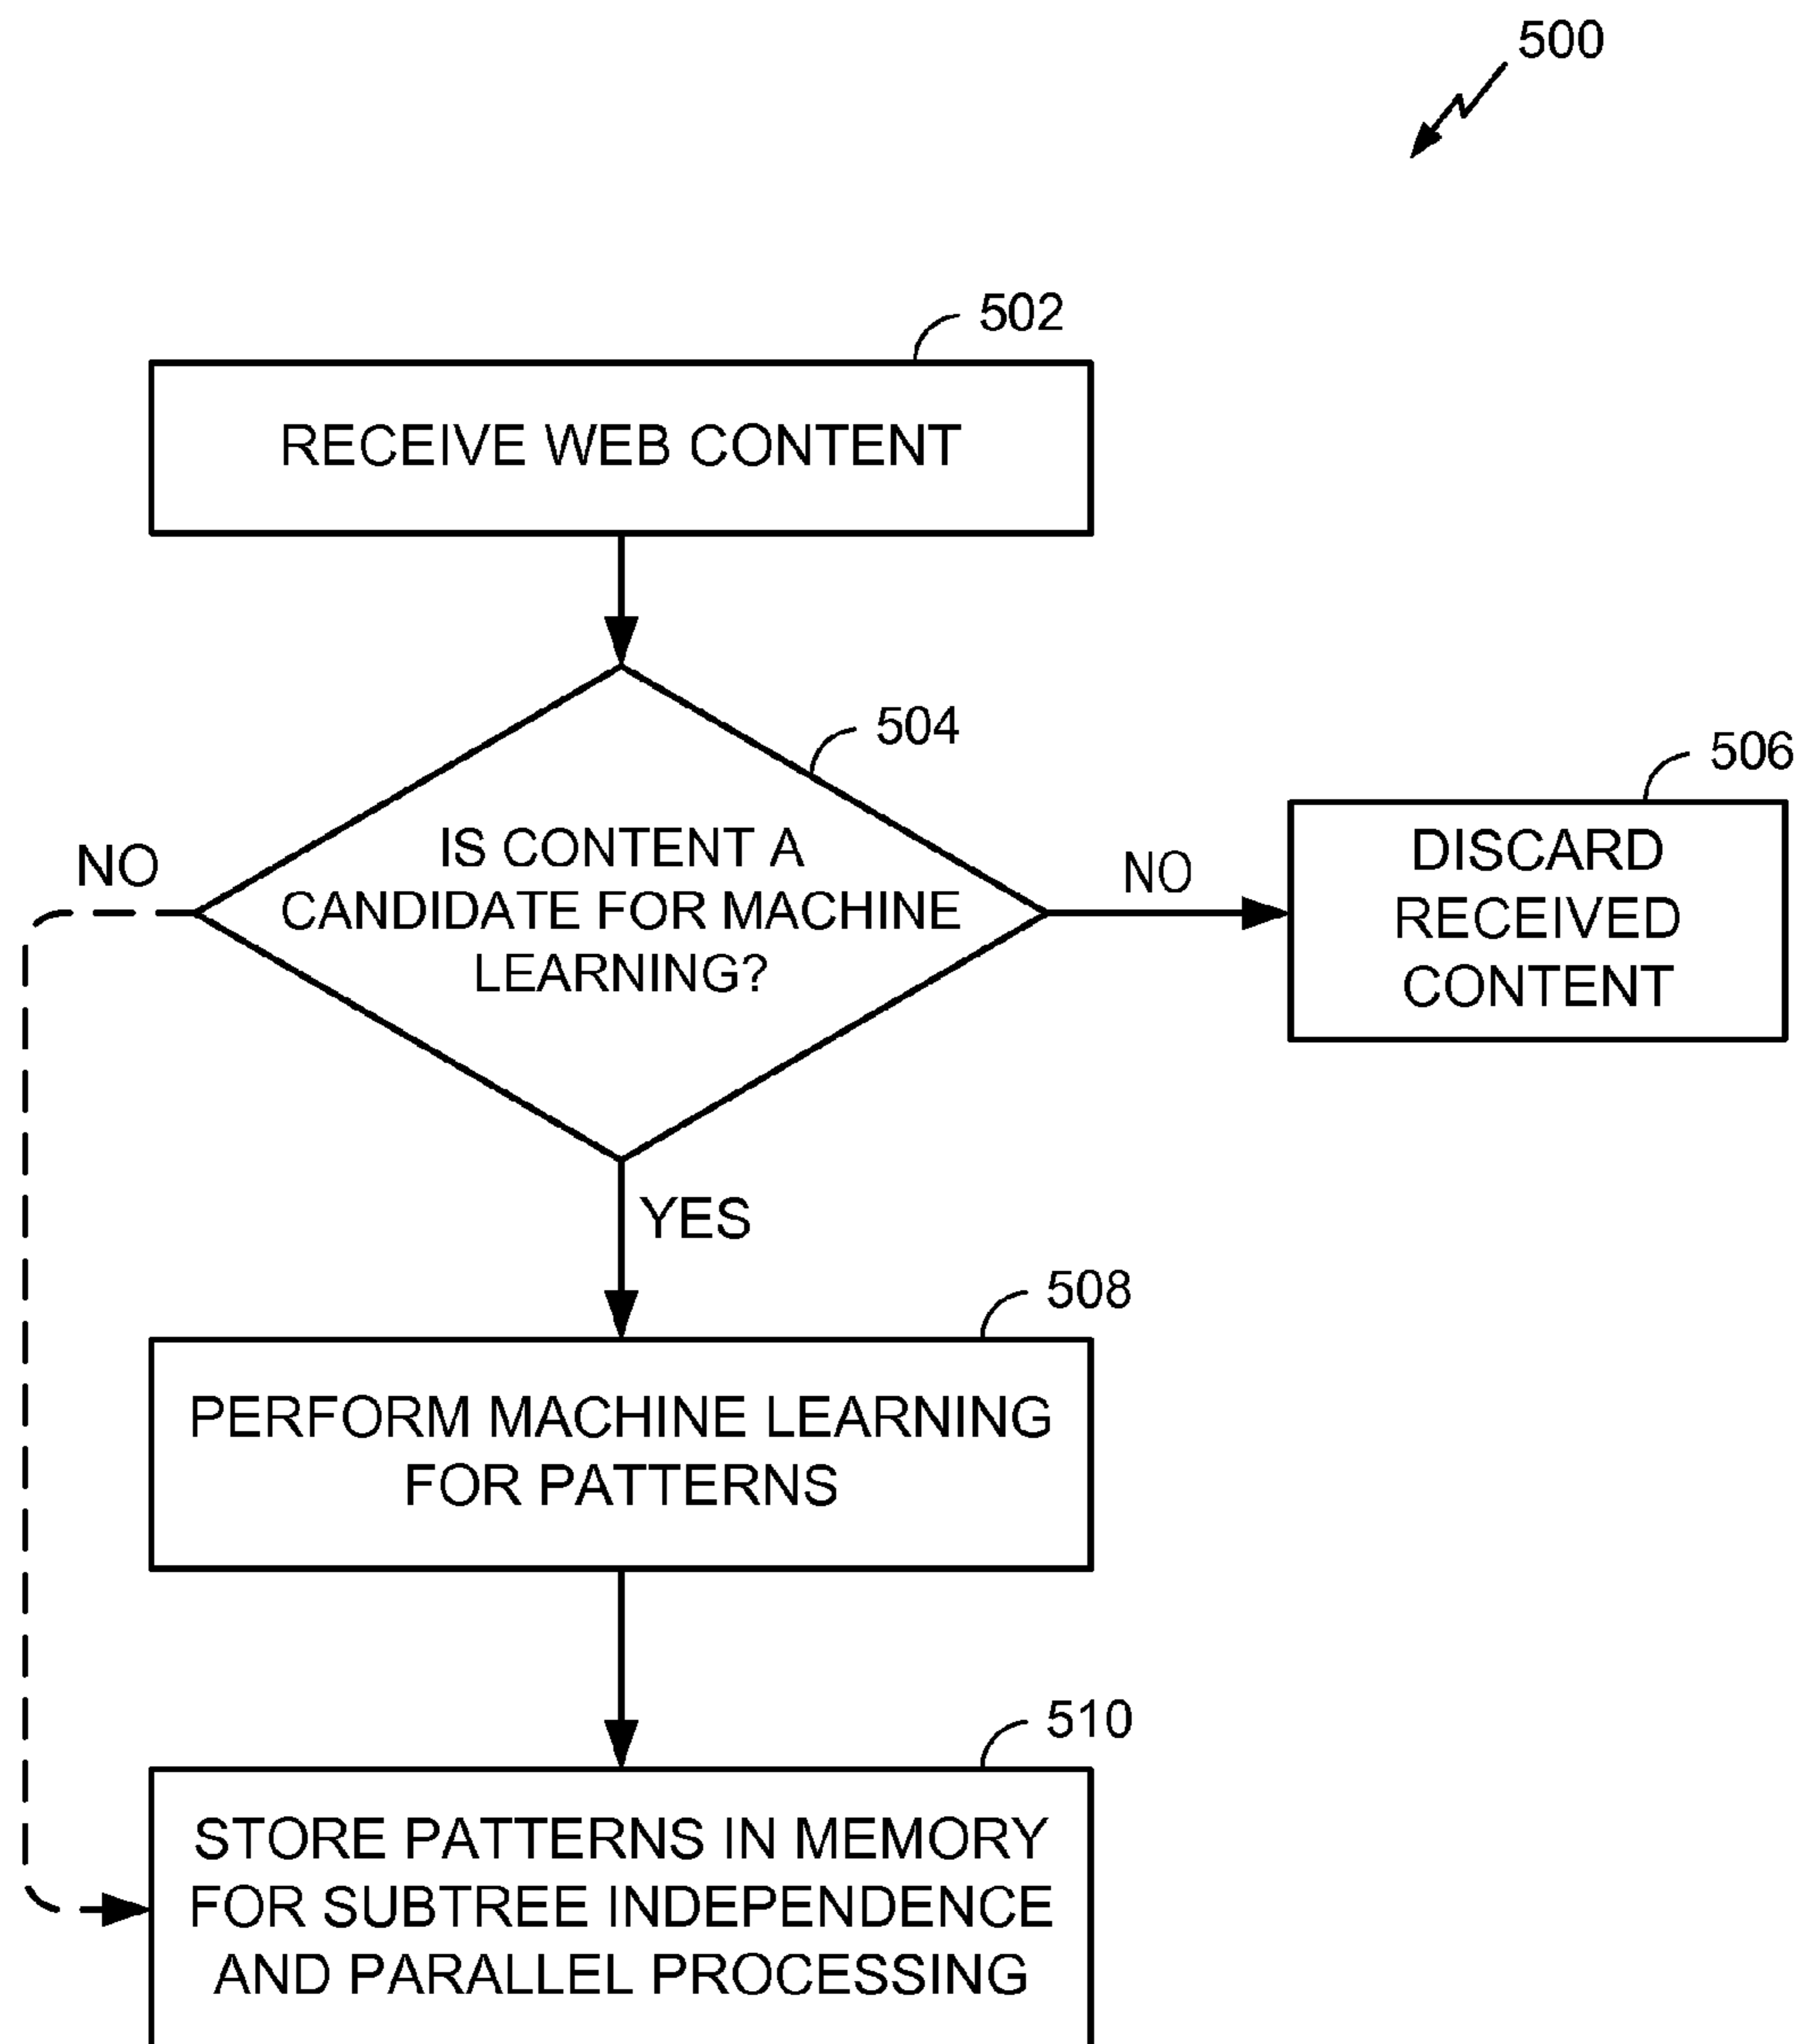 500
502
RECEIVE WEB CONTENT
504
IS CONTENT A
CANDIDATE FOR MACHINE
LEARNING?
NO
NO
506
DISCARD
RECEIVED
CONTENT
YES
508
PERFORM MACHINE LEARNING
FOR PATTERNS
510
STORE PATTERNS IN MEMORY
FOR SUBTREE INDEPENDENCE
AND PARALLEL PROCESSING